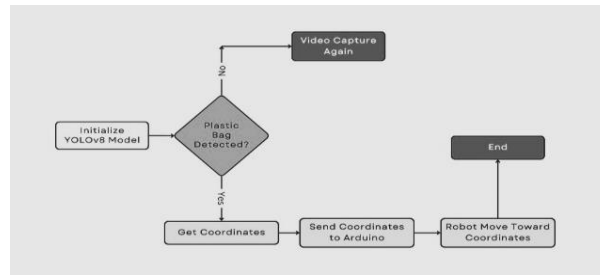 Video Capture
Again
No
Initialize
YOLOv8 Model
Plastic
Bag
Detected?
End
Yes
Get Coordinates
Send Coordinates
to Arduino
Robot Move Toward
Coordinates